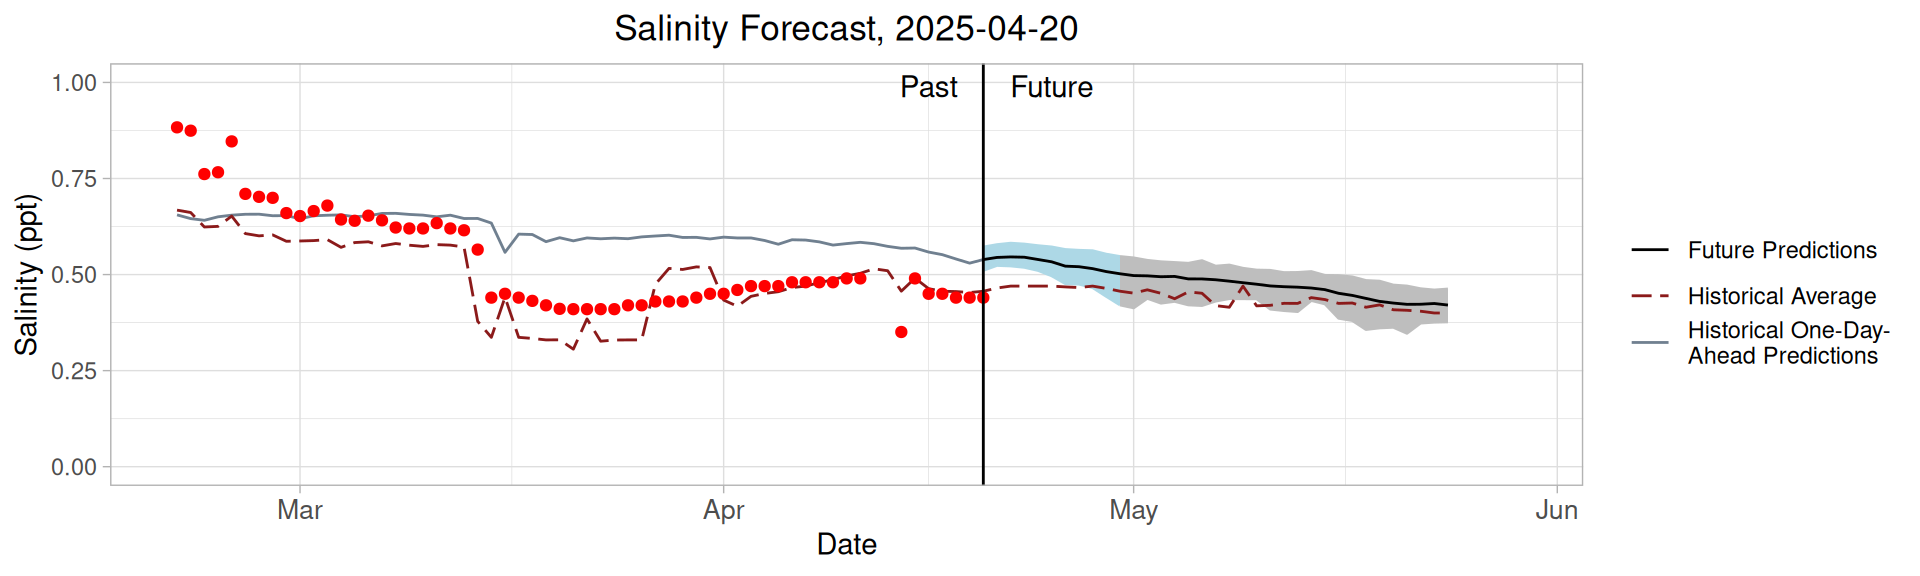 Salinity Forecast, 2025-04-20
Past
Future
1.00
0.75
0.50
0.25
0.00
Salinity (ppt)
Mar
Apr
May
Jun
Date
Future Predictions
Historical Average
Historical One-Day-
Ahead Predictions